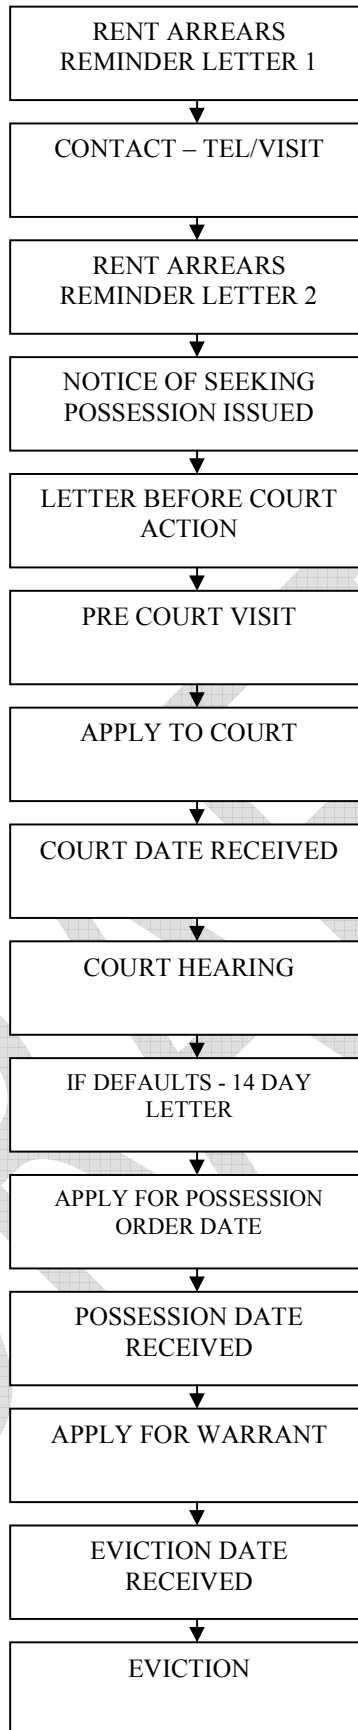 RENT ARREARS
REMINDER LETTER 1
CONTACT – TEL/VISIT
RENT ARREARS
REMINDER LETTER 2
NOTICE OF SEEKING
POSSESSION ISSUED
LETTER BEFORE COURT
ACTION
PRE COURT VISIT
APPLY TO COURT
COURT DATE RECEIVED
COURT HEARING
IF DEFAULTS - 14 DAY
LETTER
APPLY FOR POSSESSION
ORDER DATE
POSSESSION DATE
RECEIVED
APPLY FOR WARRANT
EVICTION DATE
RECEIVED
EVICTION